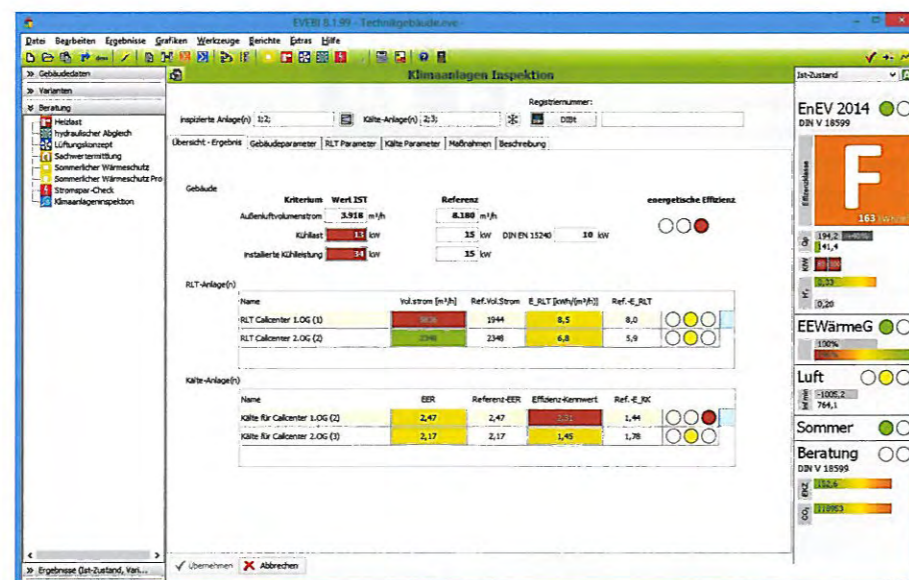 EVEBI 8.1.99 - Technikgebäude.eve -
Datei Bearbeiten Ergebnisse Grafiken Werkzeuge Berichte Extras Hilfe
Gebäudedaten
Varianten
Beratung
Heizlast
hydraulischer Abgleich
Lüftungskonzept
Sachwertermittlung
Sommerlicher Wärmeschutz
Sommerlicher Wärmeschutz Pro
Stromspar-Check
Klimaanlageninspektion
Ergebnisse (Ist-Zustand, Vari...
Klimaanlagen Inspektion
Registriernummer:
inspizierte Anlage(n) 1;2; Kälte-Anlage(n) 2;3; DIBt
Übersicht - Ergebnis Gebäudeparameter RLT Parameter Kälte Parameter Maßnahmen Beschreibung
Gebäude
Kriterium Wert IST Referenz energetische Effizienz
Außenluftvolumenstrom 3.918 m³/h 8.180 m³/h
Kühllast 13 kW 15 kW DIN EN 15240 10 kW
installierte Kühlleistung 34 kW 15 kW
RLT-Anlage(n)
Name Vol.strom [m³/h] Ref.Vol.Strom E_RLT [kWh/(m³/h)] Ref.-E_RLT
RLT Callcenter 1.OG (1) 1944 8,5 8,0
RLT Callcenter 2.OG (2) 2348 2348 6,8 5,9
Kälte-Anlage(n)
Name EER Referenz-EER Effizienz-Kennwert Ref.-E_KK
Kälte für Callcenter 1.OG (2) 2,47 2,47 1,44
Kälte für Callcenter 2.OG (3) 2,17 2,17 1,45 1,78
Übernehmen Abbrechen
Ist-Zustand
EnEV 2014
DIN V 18599
Effizienzklasse
F
163
Qp 194,2
141,4
KfW
H'T 0,33
0,20
EEWärmeG
100%
Luft
-1005,2
764,1
Sommer
Beratung
DIN V 18599
EKZ 152,6
CO₂ 118953